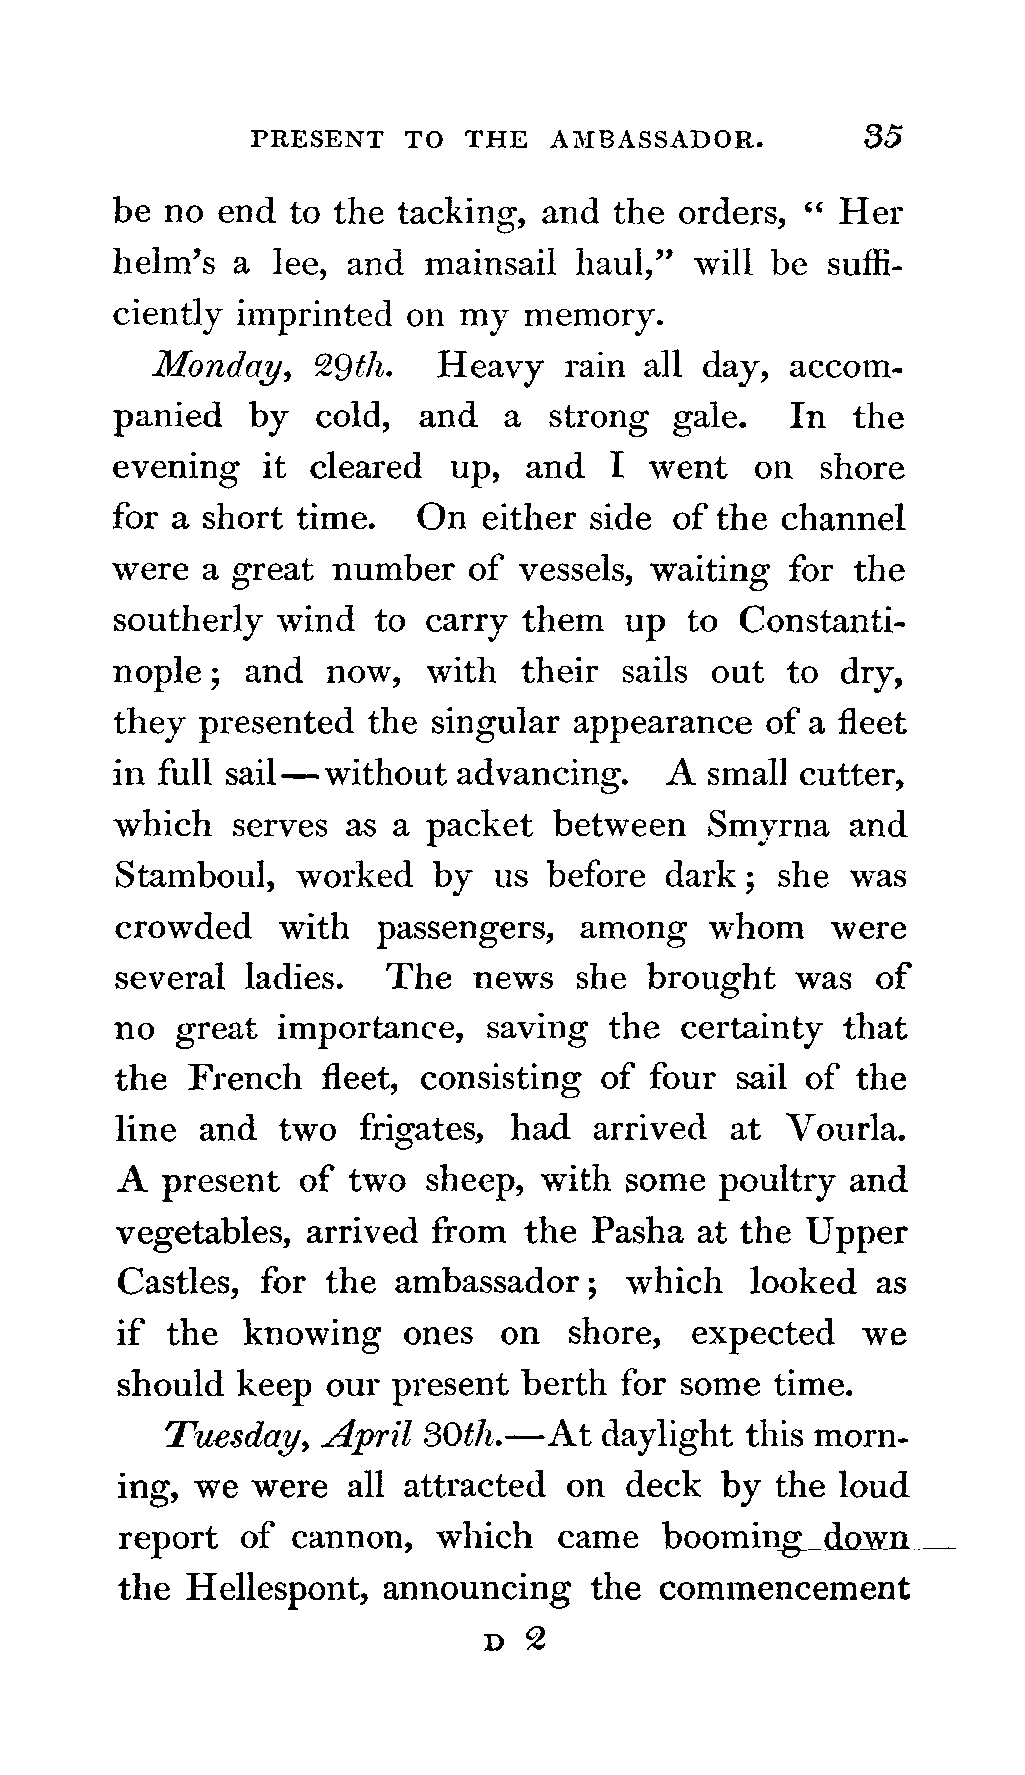 PRESENT TO THE AMBASSADOR. 35
be no end to the tacking, and the orders, “ Her
helm’s a lee, and mainsail haul,” will be suffi-
ciently imprinted on my memory.
Monday, 29th. Heavy rain all day, accom-
panied by cold, and a strong gale. In the
evening it cleared up, and I went on shore
for a short time. On either side of the channel
were a great number of vessels, waiting for the
southerly wind to carry them up to Constanti-
nople ; and now, with their sails out to dry,
they presented the singular appearance of a fleet
in full sail—without advancing. A small cutter,
which serves as a packet between Smyrna and
Stamboul, worked by us before dark ; she was
crowded with passengers, among whom were
several ladies. The news she brought was of
no great importance, saving the certainty that
the French fleet, consisting of four sail of the
line and two frigates, had arrived at Vourla.
A present of two sheep, with some poultry and
vegetables, arrived from the Pasha at the Upper
Castles, for the ambassador ; which looked as
if the knowing ones on shore, expected we
should keep our present berth for some time.
Tuesday, April 30th.—At daylight this morn-
ing, we were all attracted on deck by the loud
report of cannon, which came booming down
the Hellespont, announcing the commencement
D 2